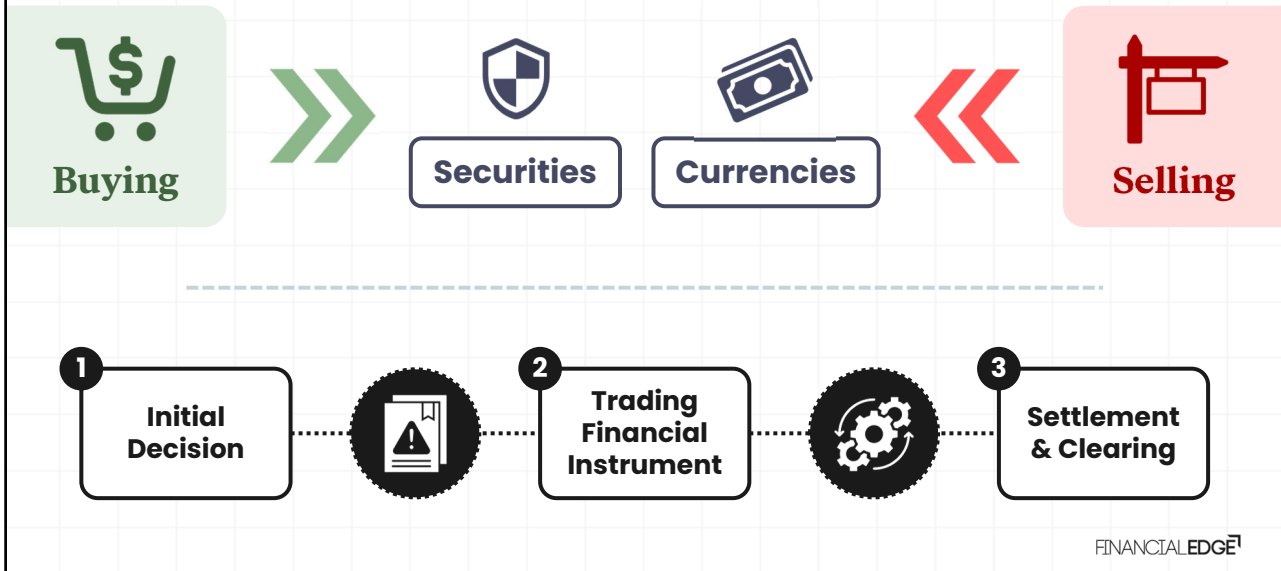 $
Buying
Securities
Currencies
Selling
1
Initial
Decision
2
Trading
Financial
Instrument
3
Settlement
& Clearing
FINANCIALEDGE